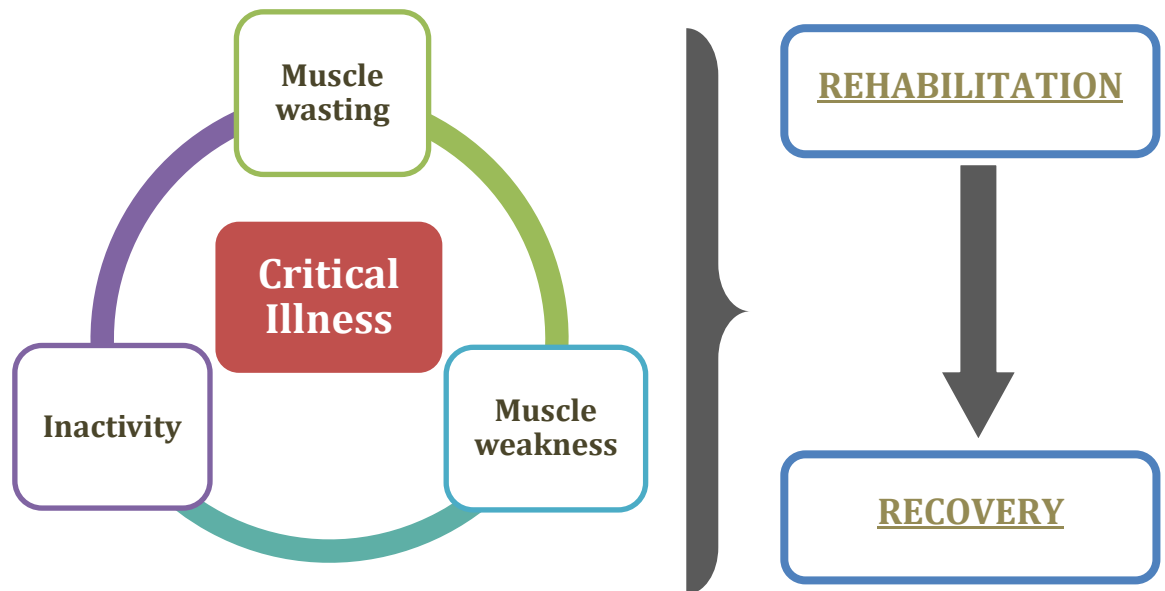 Muscle
wasting
Critical
Illness
Inactivity
Muscle
weakness
REHABILITATION
RECOVERY